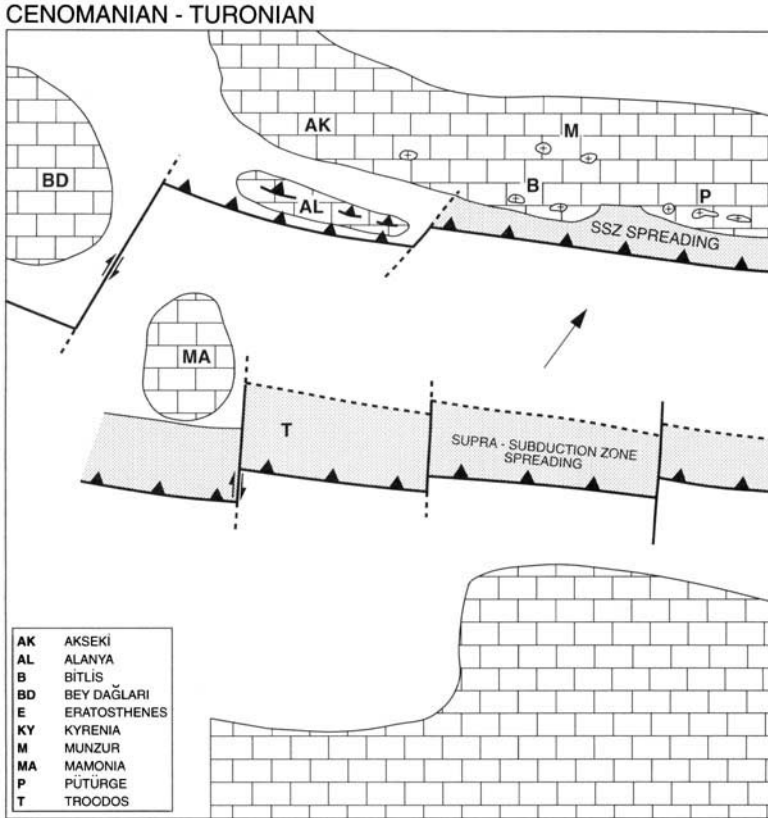 CENOMANIAN - TURONIAN
AK
M
BD
B
P
AL
SSZ SPREADING
MA
T
SUPRA - SUBDUCTION ZONE
SPREADING
AK AKSEKİ
AL ALANYA
B BİTLİS
BD BEY DAĞLARI
E ERATOSTHENES
KY KYRENIA
M MUNZUR
MA MAMONIA
P PÜTÜRGE
T TROODOS